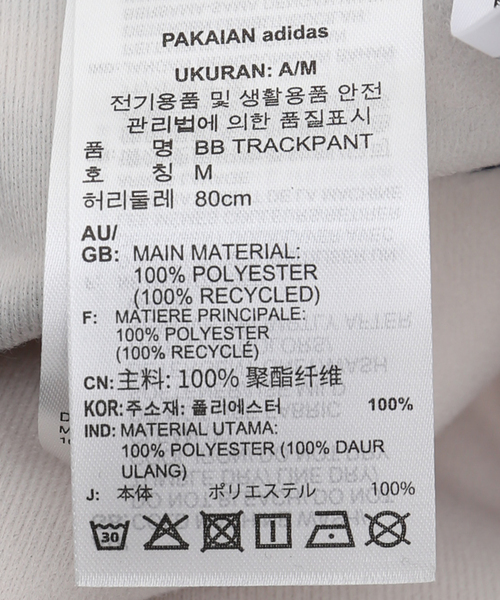 PAKAIAN adidas
UKURAN: A/M
전기용품 및 생활용품 안전
관리법에 의한 품질표시
품 명 BB TRACKPANT
호 칭 M
허리둘레 80cm
AU/
GB: MAIN MATERIAL:
100% POLYESTER
(100% RECYCLED)
F: MATIERE PRINCIPALE:
100% POLYESTER
(100% RECYCLÉ)
CN: 主料: 100% 聚酯纤维
KOR: 주소재: 폴리에스터 100%
IND: MATERIAL UTAMA:
100% POLYESTER (100% DAUR
ULANG)
J: 本体 ポリエステル 100%
30